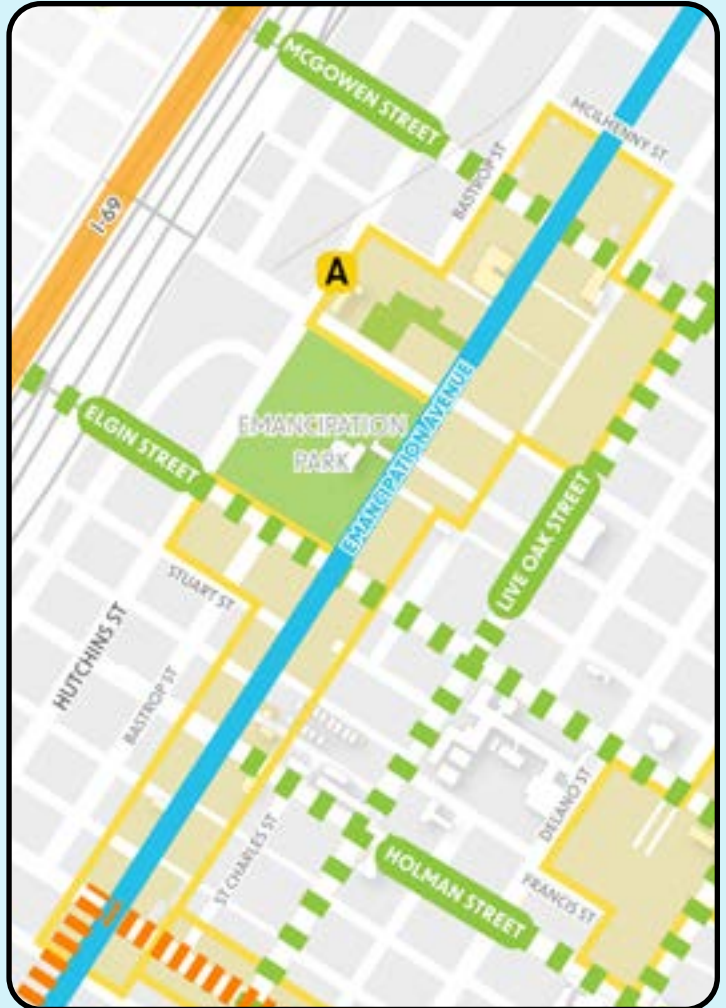 MCGOWEN STREET
MCILHENNY ST
BASTROP ST
I-69
A
EMANCIPATION
PARK
EMANCIPATION AVENUE
ELGIN STREET
LIVE OAK STREET
STUART ST
HUTCHINS ST
BASTROP ST
DELANO ST
ST CHARLES ST
HOLMAN STREET
FRANCIS ST